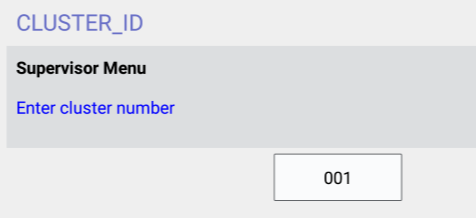 CLUSTER_ID
Supervisor Menu
Enter cluster number
001